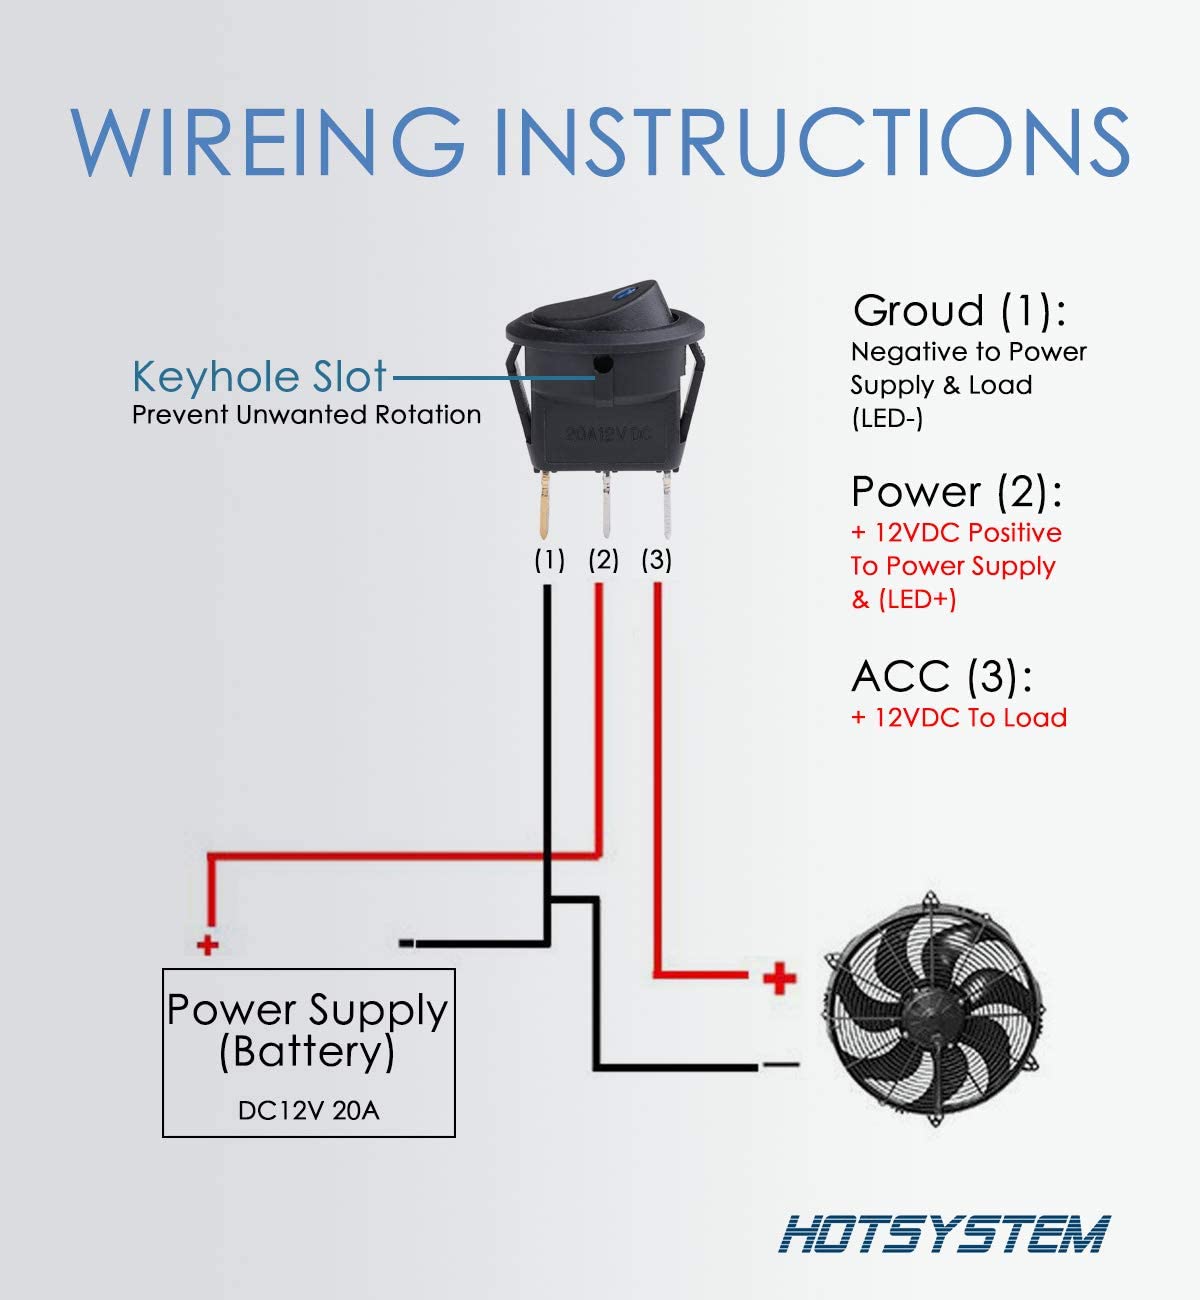 WIREING INSTRUCTIONS
Keyhole Slot
Prevent Unwanted Rotation
20A12V DC
(1) (2) (3)
Groud (1):
Negative to Power
Supply & Load
(LED-)
Power (2):
+ 12VDC Positive
To Power Supply
& (LED+)
ACC (3):
+ 12VDC To Load
+ -
+
-
Power Supply
(Battery)
DC12V 20A
HOTSYSTEM